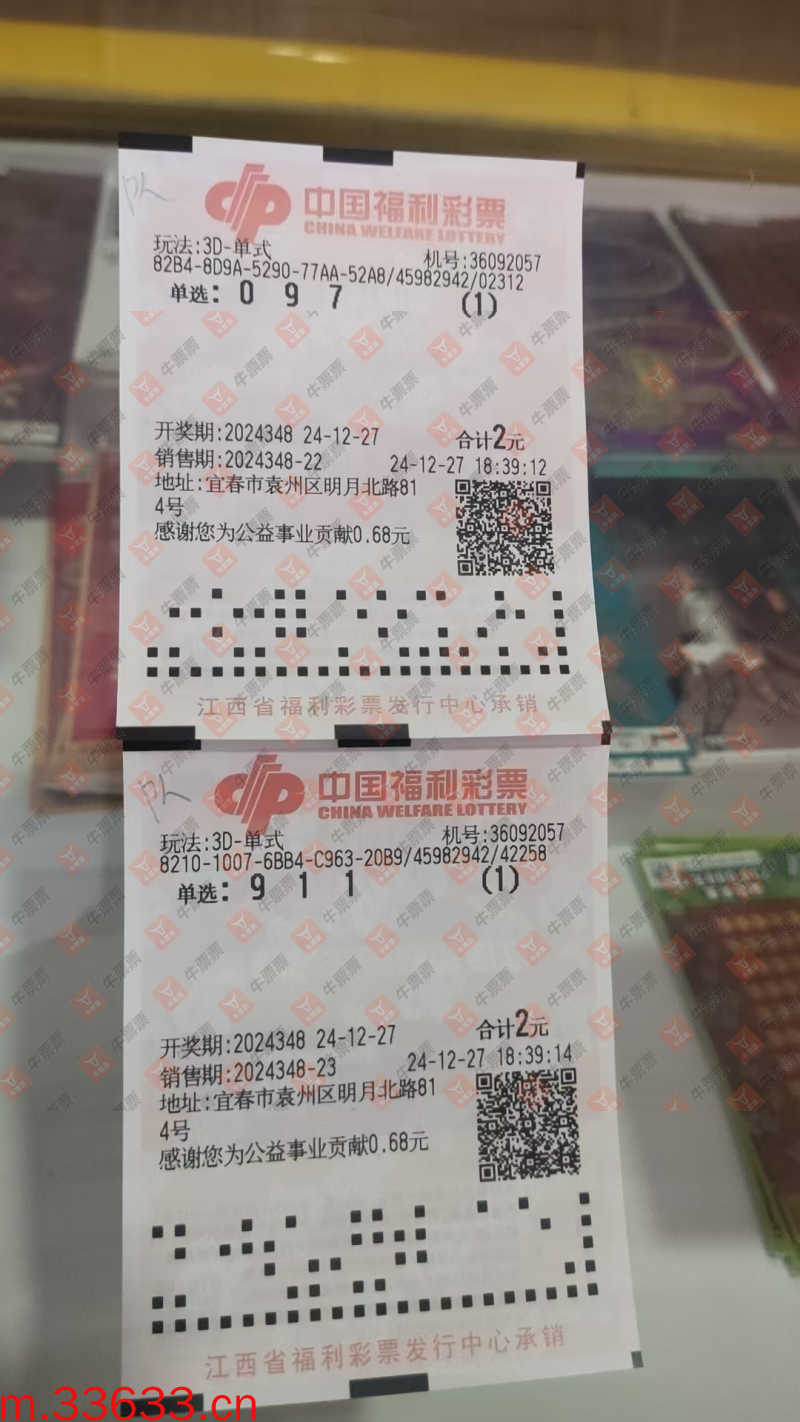 中国福利彩票
CHINA WELFARE LOTTERY
玩法:3D-单式 机号:36092057
82B4-8D9A-5290-77AA-52A8/45982942/02312
单选: 0 9 7 (1)
开奖期:2024348 24-12-27 合计2元
销售期:2024348-22 24-12-27 18:39:12
地址:宜春市袁州区明月北路81
4号
感谢您为公益事业贡献0.68元
江西省福利彩票发行中心承销
中国福利彩票
CHINA WELFARE LOTTERY
玩法:3D-单式 机号:36092057
8210-1007-6BB4-C963-20B9/45982942/42258
单选: 9 1 1 (1)
开奖期:2024348 24-12-27 合计2元
销售期:2024348-23 24-12-27 18:39:14
地址:宜春市袁州区明月北路81
4号
感谢您为公益事业贡献0.68元
江西省福利彩票发行中心承销
牛票票
m.33633.cn